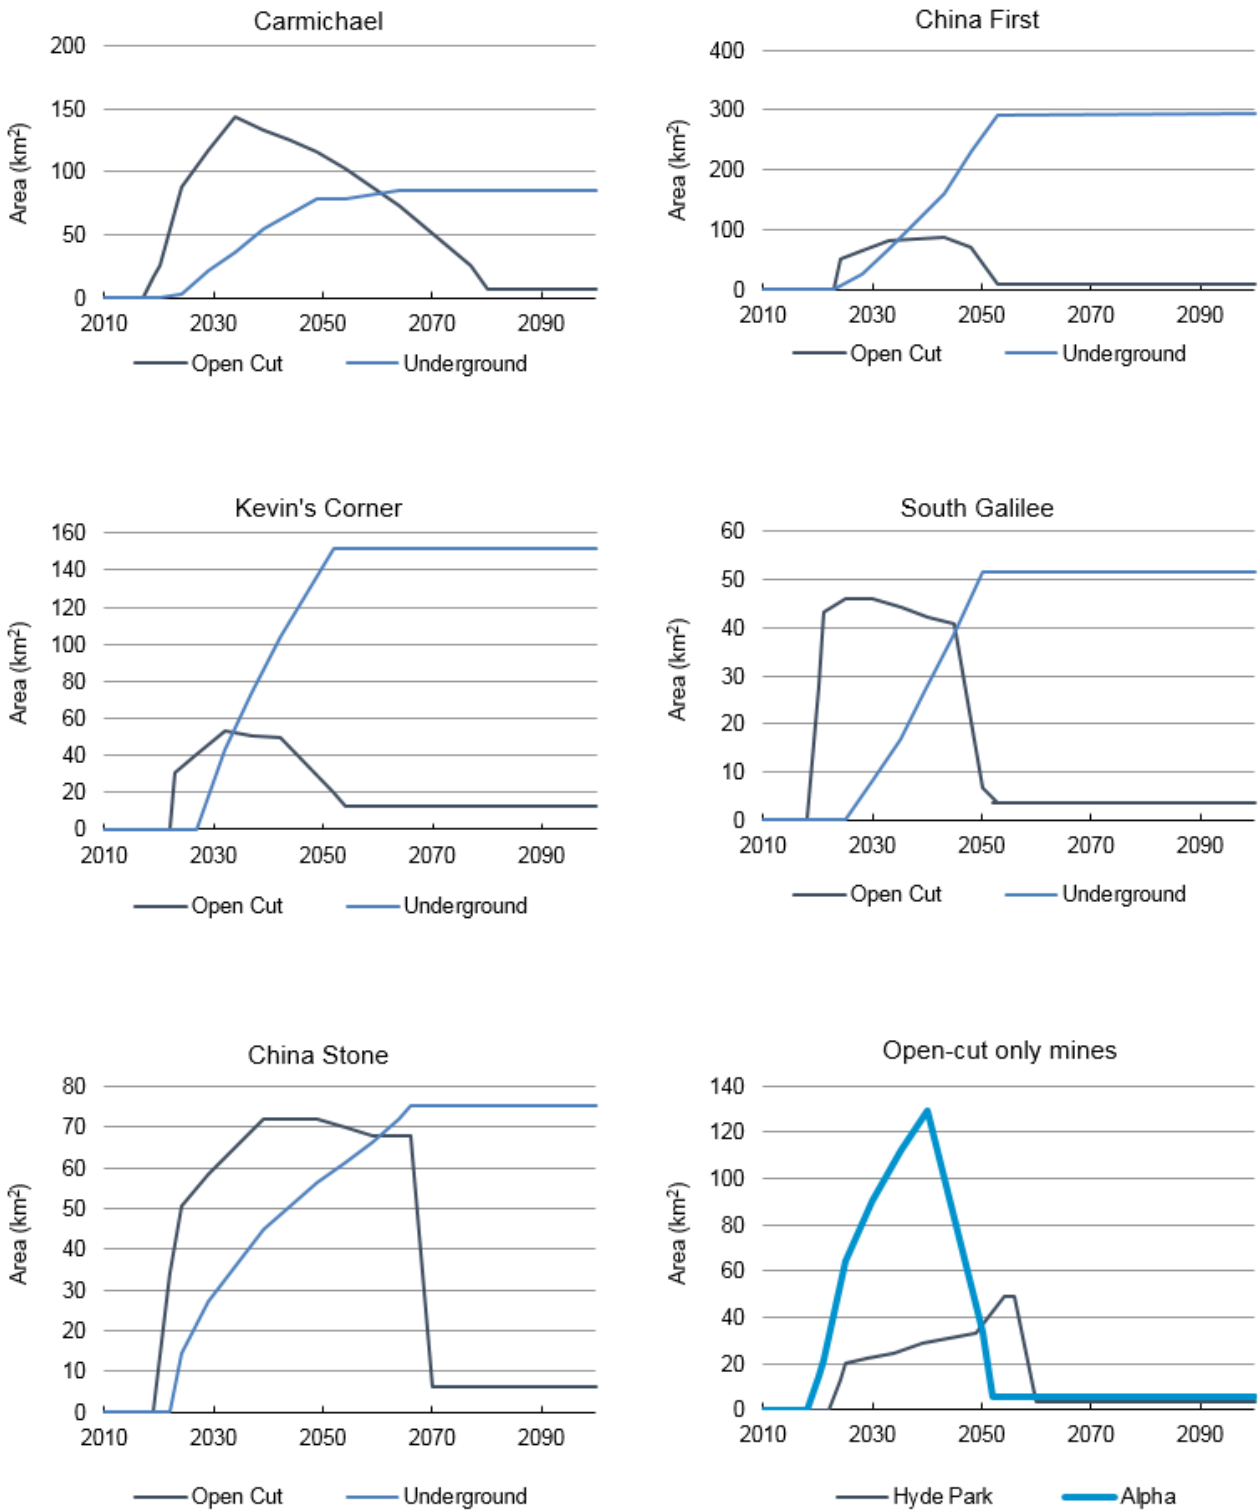 Carmichael
200
150
100
50
0
Area (km²)
2010 2030 2050 2070 2090
Open Cut Underground
China First
400
300
200
100
0
Area (km²)
2010 2030 2050 2070 2090
Open Cut Underground
Kevin's Corner
160
140
120
100
80
60
40
20
0
Area (km²)
2010 2030 2050 2070 2090
Open Cut Underground
South Galilee
60
50
40
30
20
10
0
Area (km²)
2010 2030 2050 2070 2090
Open Cut Underground
China Stone
80
70
60
50
40
30
20
10
0
Area (km²)
2010 2030 2050 2070 2090
Open Cut Underground
Open-cut only mines
140
120
100
80
60
40
20
0
Area (km²)
2010 2030 2050 2070 2090
Hyde Park Alpha